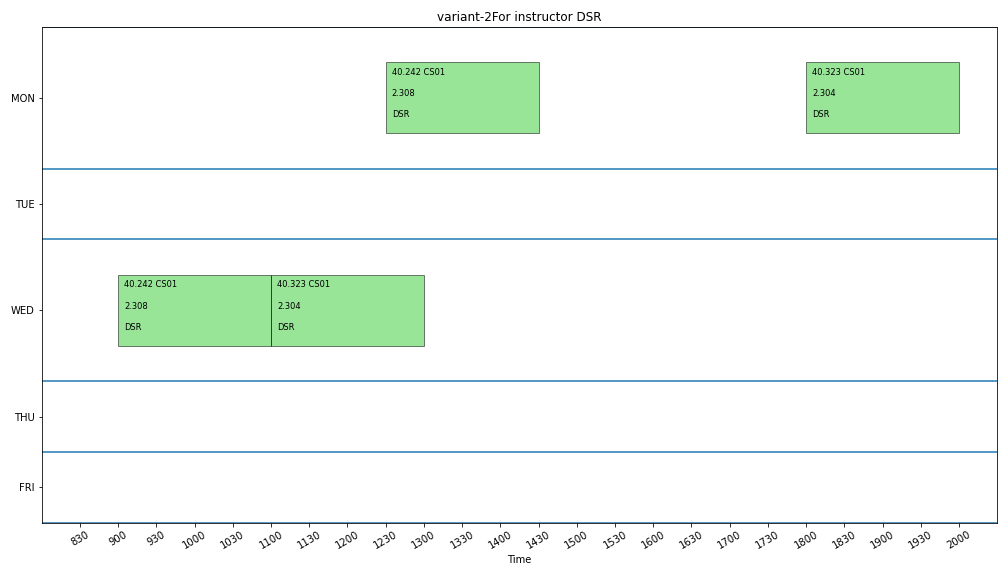 variant-2For instructor DSR
MON
40.242 CS01
2.308
DSR
40.323 CS01
2.304
DSR
TUE
WED
40.242 CS01
2.308
DSR
40.323 CS01
2.304
DSR
THU
FRI
830 900 930 1000 1030 1100 1130 1200 1230 1300 1330 1400 1430 1500 1530 1600 1630 1700 1730 1800 1830 1900 1930 2000
Time